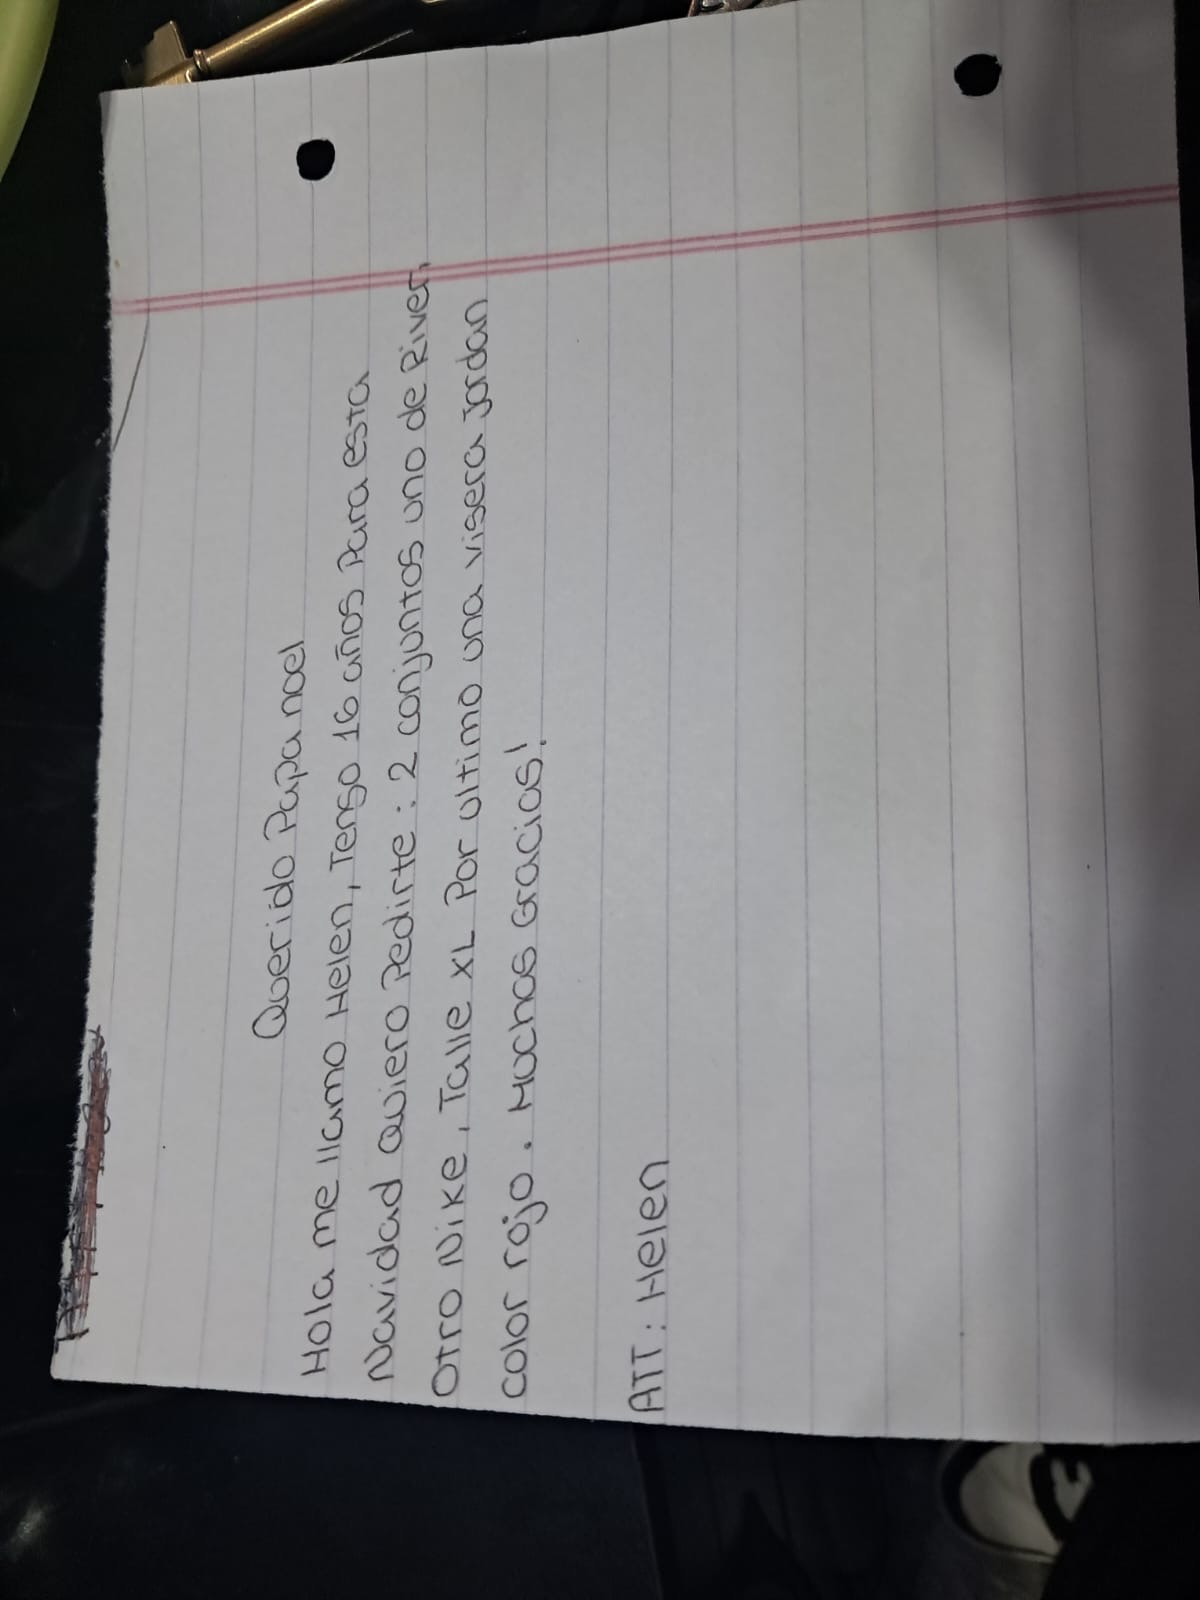 Querido Papa noel
Hola me llamo Helen, Tengo 16 años Para esta
Navidad Quiero Pedirte : 2 conjuntos uno de River,
Otro Nike, Talle XL Por ultimo una visera Jordan
color rojo. Muchas Gracias!
ATT: Helen